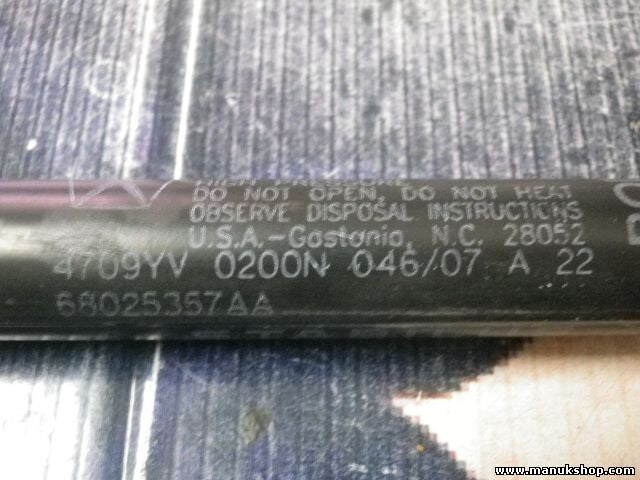 DO NOT OPEN, DO NOT HEAT
OBSERVE DISPOSAL INSTRUCTIONS
U.S.A.-Gastonia, N.C. 28052
4709YV 0200N 046/07 A 22
68025357AA
www.manukshop.com